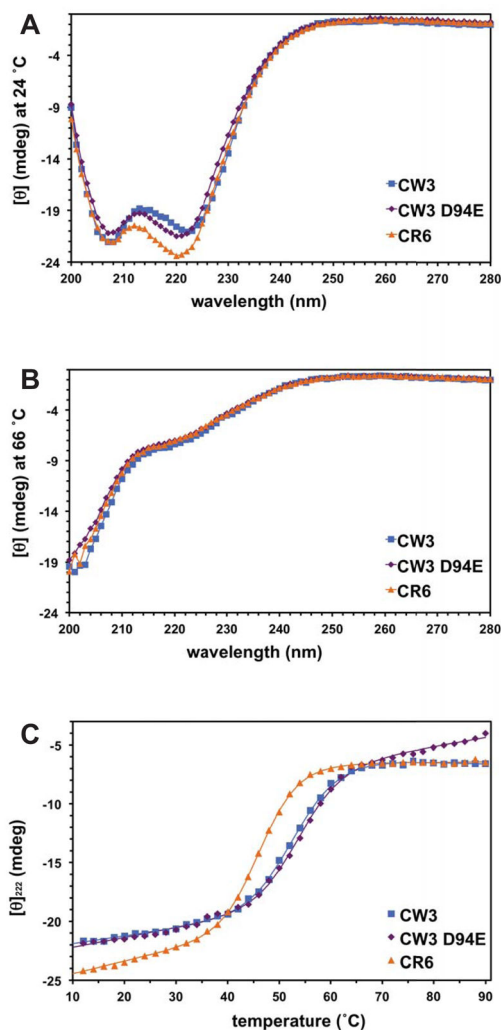 A
[θ] (mdeg) at 24 ˚C
-4
-9
-14
-19
-24
CW3
CW3 D94E
CR6
200 210 220 230 240 250 260 270 280
wavelength (nm)
B
[θ] (mdeg) at 66 ˚C
-4
-9
-14
-19
-24
CW3
CW3 D94E
CR6
200 210 220 230 240 250 260 270 280
wavelength (nm)
C
[θ]222 (mdeg)
-5
-10
-15
-20
-25
CW3
CW3 D94E
CR6
10 20 30 40 50 60 70 80 90
temperature (˚C)